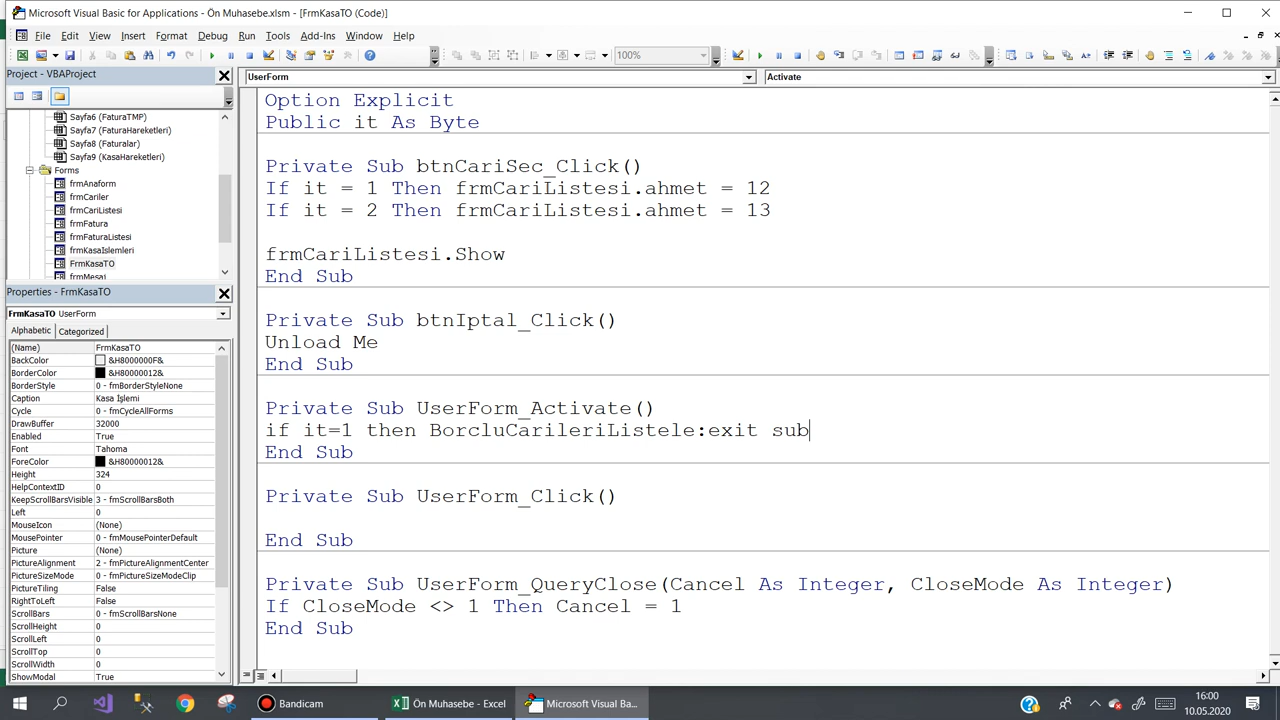 Microsoft Visual Basic for Applications - Ön Muhasebe.xlsm - [FrmKasaTO (Code)]
File Edit View Insert Format Debug Run Tools Add-Ins Window Help
100%
Project - VBAProject
UserForm
Activate
Sayfa6 (FaturaTMP)
Sayfa7 (FaturaHareketleri)
Sayfa8 (Faturalar)
Sayfa9 (KasaHareketleri)
Forms
frmAnaform
frmCariler
frmCariListesi
frmFatura
frmFaturaListesi
frmKasaIslemleri
FrmKasaTO
frmMesaj
Properties - FrmKasaTO
FrmKasaTO UserForm
Alphabetic Categorized
(Name) FrmKasaTO
BackColor &H8000000F&
BorderColor &H80000012&
BorderStyle 0 - fmBorderStyleNone
Caption Kasa İşlemi
Cycle 0 - fmCycleAllForms
DrawBuffer 32000
Enabled True
Font Tahoma
ForeColor &H80000012&
Height 324
HelpContextID 0
KeepScrollBarsVisible 3 - fmScrollBarsBoth
Left 0
MouseIcon (None)
MousePointer 0 - fmMousePointerDefault
Picture (None)
PictureAlignment 2 - fmPictureAlignmentCenter
PictureSizeMode 0 - fmPictureSizeModeClip
PictureTiling False
RightToLeft False
ScrollBars 0 - fmScrollBarsNone
ScrollHeight 0
ScrollLeft 0
ScrollTop 0
ScrollWidth 0
ShowModal True
Option Explicit
Public it As Byte
Private Sub btnCariSec_Click()
If it = 1 Then frmCariListesi.ahmet = 12
If it = 2 Then frmCariListesi.ahmet = 13
frmCariListesi.Show
End Sub
Private Sub btnIptal_Click()
Unload Me
End Sub
Private Sub UserForm_Activate()
if it=1 then BorcluCarileriListele:exit sub
End Sub
Private Sub UserForm_Click()
End Sub
Private Sub UserForm_QueryClose(Cancel As Integer, CloseMode As Integer)
If CloseMode <> 1 Then Cancel = 1
End Sub
Bandicam
Ön Muhasebe - Excel
Microsoft Visual Ba...
16:00
10.05.2020